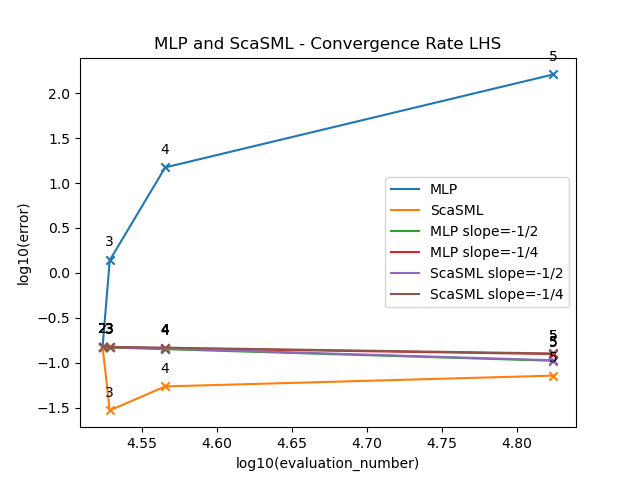 MLP and ScaSML - Convergence Rate LHS
log10(error)
2.0
1.5
1.0
0.5
0.0
−0.5
−1.0
−1.5
5
4
3
MLP
ScaSML
MLP slope=-1/2
MLP slope=-1/4
ScaSML slope=-1/2
ScaSML slope=-1/4
2
3
4
5
5
5
3
4
4.55
4.60
4.65
4.70
4.75
4.80
log10(evaluation_number)